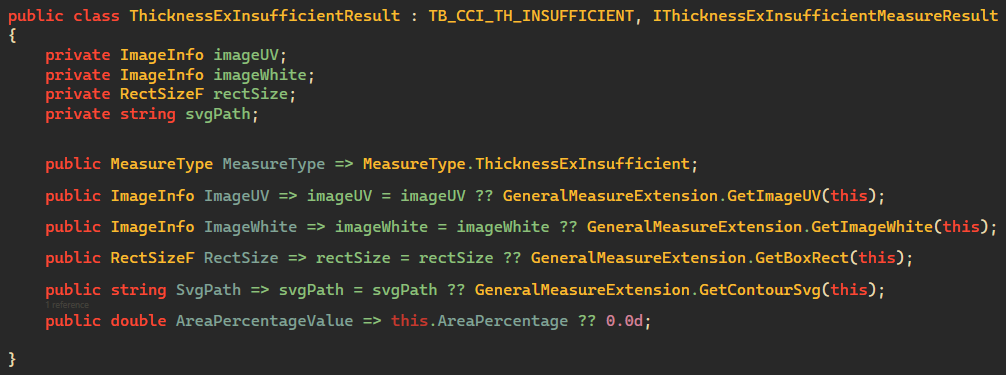 public class ThicknessExInsufficientResult : TB_CCI_TH_INSUFFICIENT, IThicknessExInsufficientMeasureResult
{
    private ImageInfo imageUV;
    private ImageInfo imageWhite;
    private RectSizeF rectSize;
    private string svgPath;
    public MeasureType MeasureType => MeasureType.ThicknessExInsufficient;
    public ImageInfo ImageUV => imageUV = imageUV ?? GeneralMeasureExtension.GetImageUV(this);
    public ImageInfo ImageWhite => imageWhite = imageWhite ?? GeneralMeasureExtension.GetImageWhite(this);
    public RectSizeF RectSize => rectSize = rectSize ?? GeneralMeasureExtension.GetBoxRect(this);
    public string SvgPath => svgPath = svgPath ?? GeneralMeasureExtension.GetContourSvg(this);
    1 reference
    public double AreaPercentageValue => this.AreaPercentage ?? 0.0d;
}